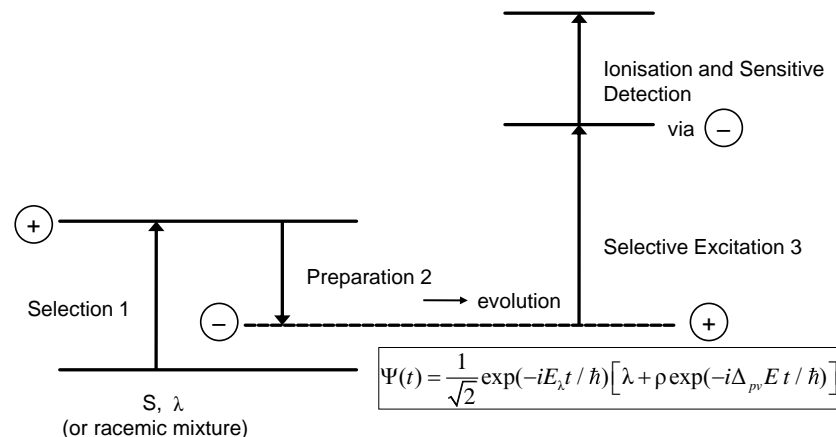 Ionisation and Sensitive
Detection
via −
+
Selective Excitation 3
Preparation 2
→ evolution
Selection 1
−
+
Ψ(t) = 1/√2 exp(−iE_λ t / ħ)[λ + ρ exp(−iΔ_pv E t / ħ)]
S, λ
(or racemic mixture)